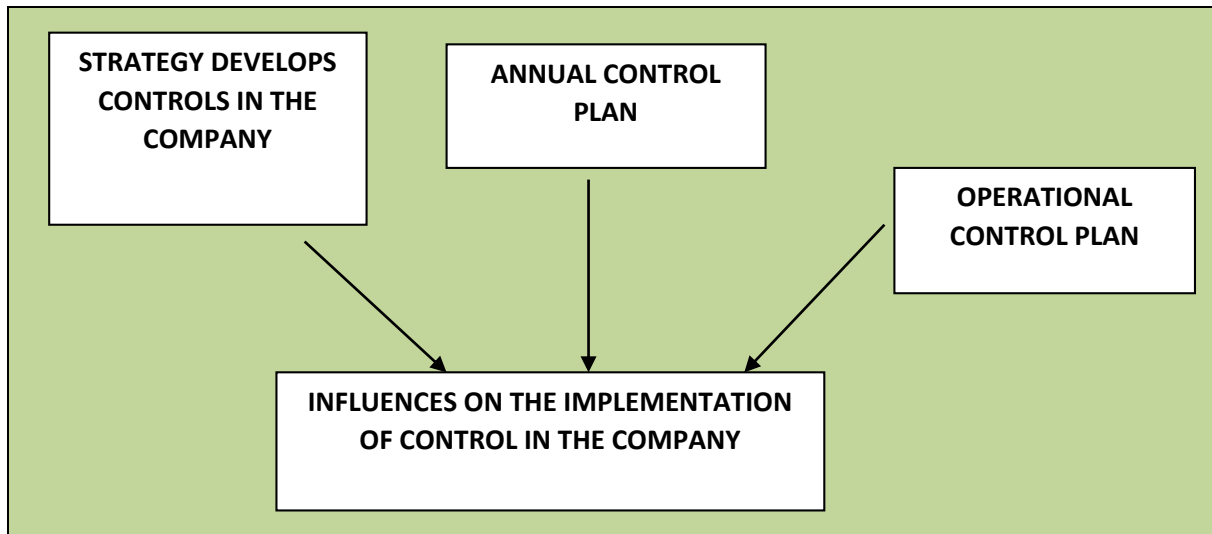 STRATEGY DEVELOPS
CONTROLS IN THE
COMPANY
ANNUAL CONTROL
PLAN
OPERATIONAL
CONTROL PLAN
INFLUENCES ON THE IMPLEMENTATION
OF CONTROL IN THE COMPANY